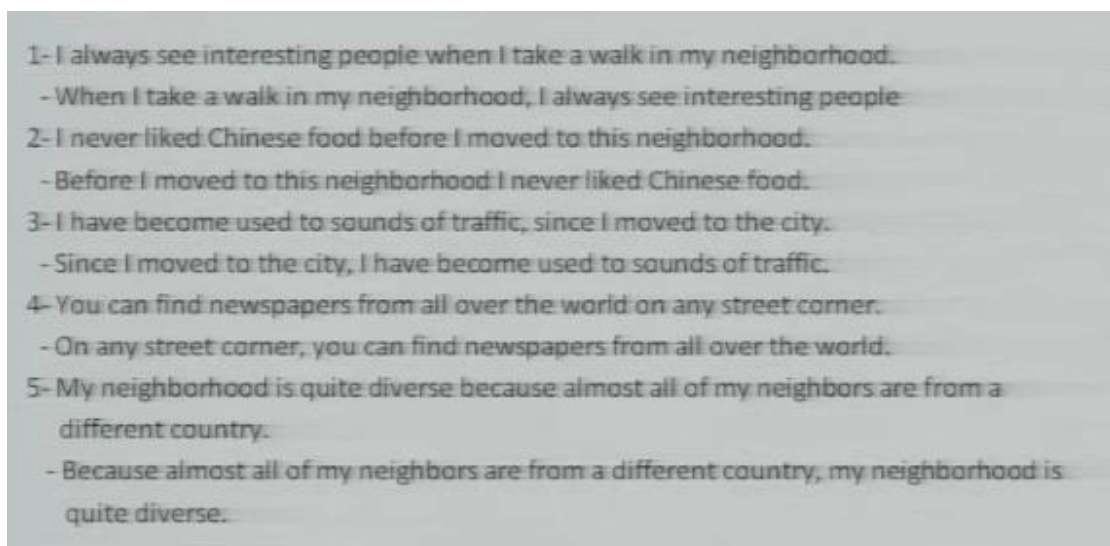 1- I always see interesting people when I take a walk in my neighborhood.
- When I take a walk in my neighborhood, I always see interesting people
2- I never liked Chinese food before I moved to this neighborhood.
- Before I moved to this neighborhood I never liked Chinese food.
3- I have become used to sounds of traffic, since I moved to the city.
- Since I moved to the city, I have become used to sounds of traffic.
4- You can find newspapers from all over the world on any street corner.
- On any street corner, you can find newspapers from all over the world.
5- My neighborhood is quite diverse because almost all of my neighbors are from a
different country.
- Because almost all of my neighbors are from a different country, my neighborhood is
quite diverse.